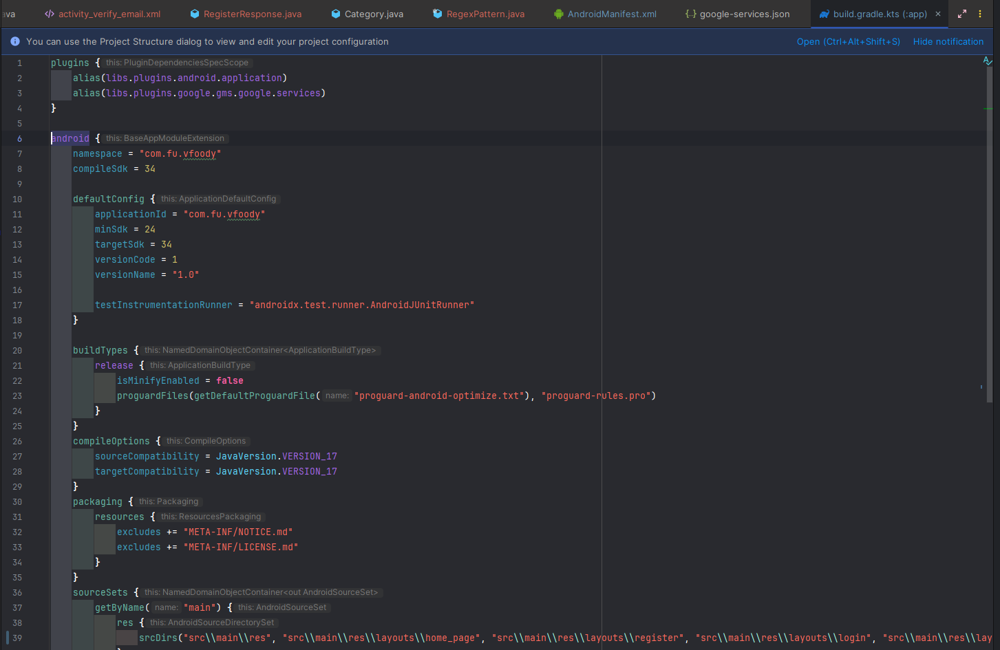 ava activity_verify_email.xml RegisterResponse.java Category.java RegexPattern.java AndroidManifest.xml google-services.json build.gradle.kts (:app)
You can use the Project Structure dialog to view and edit your project configuration Open (Ctrl+Alt+Shift+S) Hide notification
1 plugins { this: PluginDependenciesSpecScope
2 alias(libs.plugins.android.application)
3 alias(libs.plugins.google.gms.google.services)
4 }
5
6 android { this: BaseAppModuleExtension
7 namespace = "com.fu.vfoody"
8 compileSdk = 34
9
10 defaultConfig { this: ApplicationDefaultConfig
11 applicationId = "com.fu.vfoody"
12 minSdk = 24
13 targetSdk = 34
14 versionCode = 1
15 versionName = "1.0"
16
17 testInstrumentationRunner = "androidx.test.runner.AndroidJUnitRunner"
18 }
19
20 buildTypes { this: NamedDomainObjectContainer<ApplicationBuildType>
21 release { this: ApplicationBuildType
22 isMinifyEnabled = false
23 proguardFiles(getDefaultProguardFile( name: "proguard-android-optimize.txt"), "proguard-rules.pro")
24 }
25 }
26 compileOptions { this: CompileOptions
27 sourceCompatibility = JavaVersion.VERSION_17
28 targetCompatibility = JavaVersion.VERSION_17
29 }
30 packaging { this: Packaging
31 resources { this: ResourcesPackaging
32 excludes += "META-INF/NOTICE.md"
33 excludes += "META-INF/LICENSE.md"
34 }
35 }
36 sourceSets { this: NamedDomainObjectContainer<out AndroidSourceSet>
37 getByName( name: "main") { this: AndroidSourceSet
38 res { this: AndroidSourceDirectorySet
39 srcDirs("src\\main\\res", "src\\main\\res\\layouts\\home_page", "src\\main\\res\\layouts\\register", "src\\main\\res\\layouts\\login", "src\\main\\res\\lay